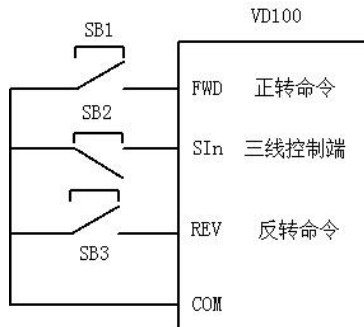 VD100
SB1
FWD 正转命令
SB2
SIn 三线控制端
REV 反转命令
SB3
COM